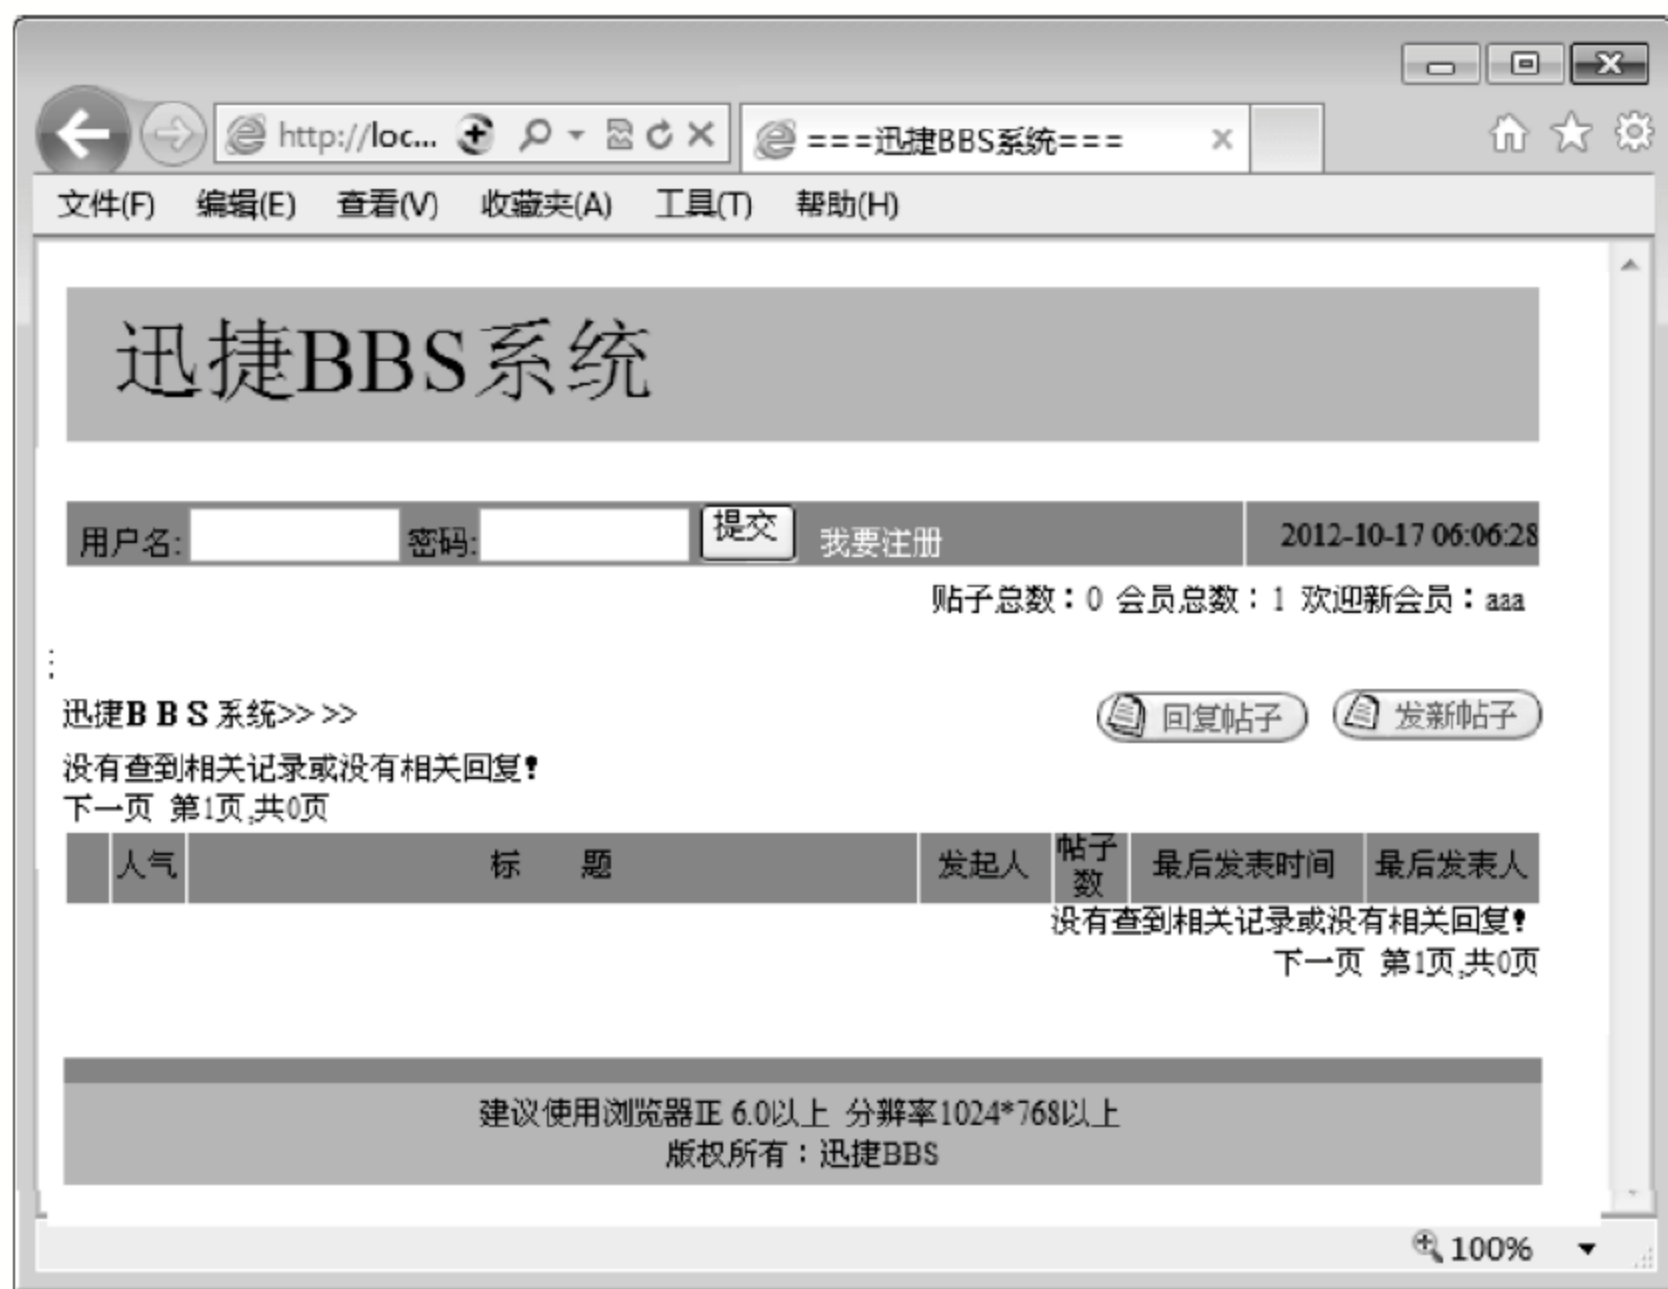 http://loc... ===迅捷BBS系统===
文件(F) 编辑(E) 查看(V) 收藏夹(A) 工具(T) 帮助(H)
迅捷BBS系统
用户名: 密码: 提交 我要注册 2012-10-17 06:06:28
贴子总数：0 会员总数：1 欢迎新会员：aaa
迅捷B B S 系统>> >> 回复帖子 发新帖子
没有查到相关记录或没有相关回复！
下一页 第1页,共0页
人气 标 题 发起人 帖子数 最后发表时间 最后发表人
没有查到相关记录或没有相关回复！
下一页 第1页,共0页
建议使用浏览器IE 6.0以上 分辨率1024*768以上
版权所有：迅捷BBS
100%